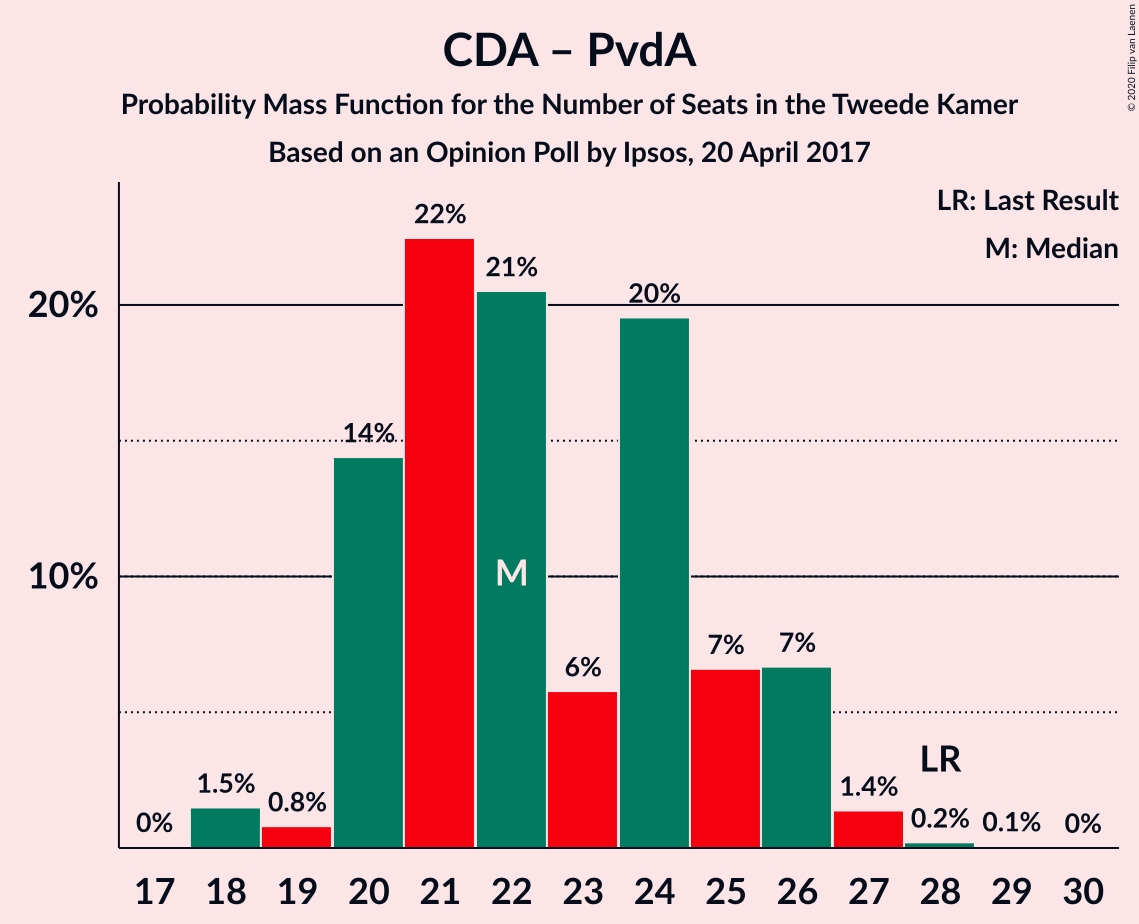 CDA – PvdA
Probability Mass Function for the Number of Seats in the Tweede Kamer
Based on an Opinion Poll by Ipsos, 20 April 2017
© 2020 Filip van Laenen
LR: Last Result
M: Median
22%
21%
20%
20%
14%
10%
M
7%
7%
6%
LR
1.5%
1.4%
0.8%
0.2%
0.1%
0%
0%
17 18 19 20 21 22 23 24 25 26 27 28 29 30